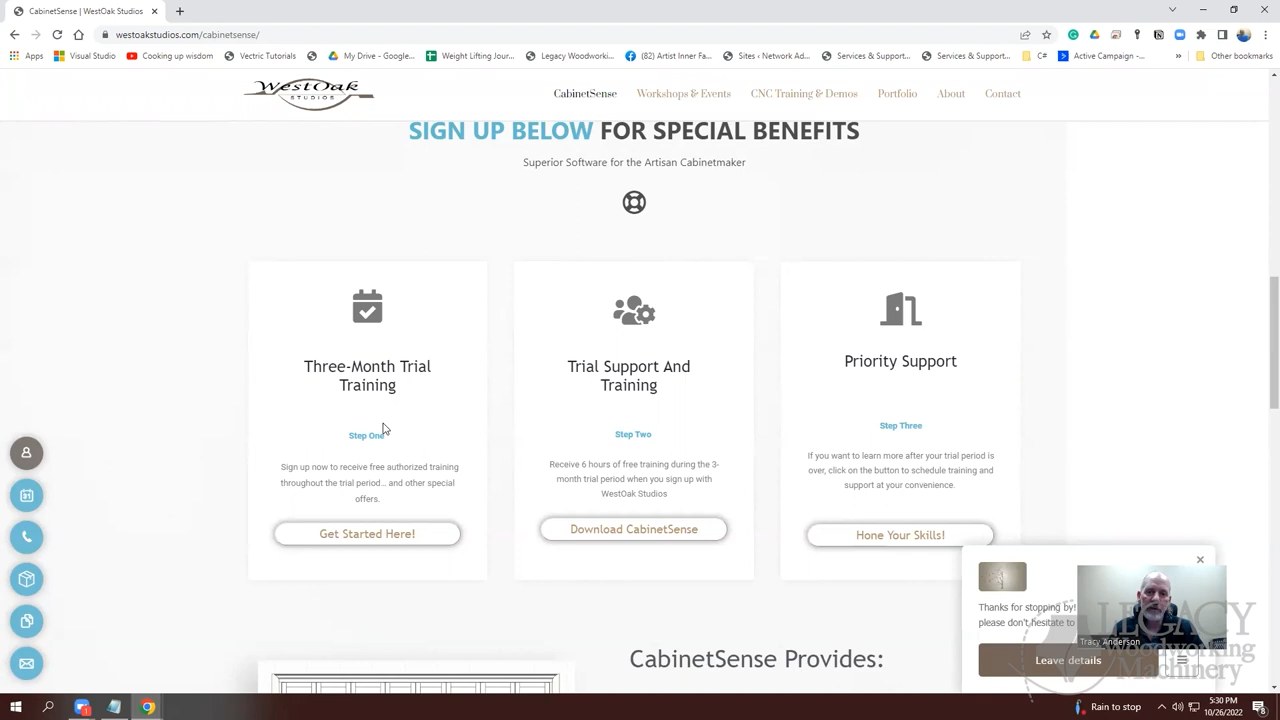 CabinetSense | WestOak Studios
westoakstudios.com/cabinetsense/
Apps
Visual Studio
Cooking up wisdom
Vectric Tutorials
My Drive - Google...
Weight Lifting Jour...
Legacy Woodworki...
(82) Artist Inner Fa...
Sites ‹ Network Ad...
Services & Support...
Services & Support...
C#
Active Campaign -...
»
Other bookmarks
WestOak
STUDIOS
CabinetSense
Workshops & Events
CNC Training & Demos
Portfolio
About
Contact
SIGN UP BELOW FOR SPECIAL BENEFITS
Superior Software for the Artisan Cabinetmaker
Three-Month Trial
Training
Step One
Sign up now to receive free authorized training
throughout the trial period... and other special
offers.
Get Started Here!
Trial Support And
Training
Step Two
Receive 6 hours of free training during the 3-
month trial period when you sign up with
WestOak Studios
Download CabinetSense
Priority Support
Step Three
If you want to learn more after your trial period is
over, click on the button to schedule training and
support at your convenience.
Hone Your Skills!
Thanks for stopping by!
please don't hesitate to
Tracy Anderson
Leave details
LEGACY
Woodworking
Machinery
CabinetSense Provides:
Rain to stop
5:30 PM
10/26/2022